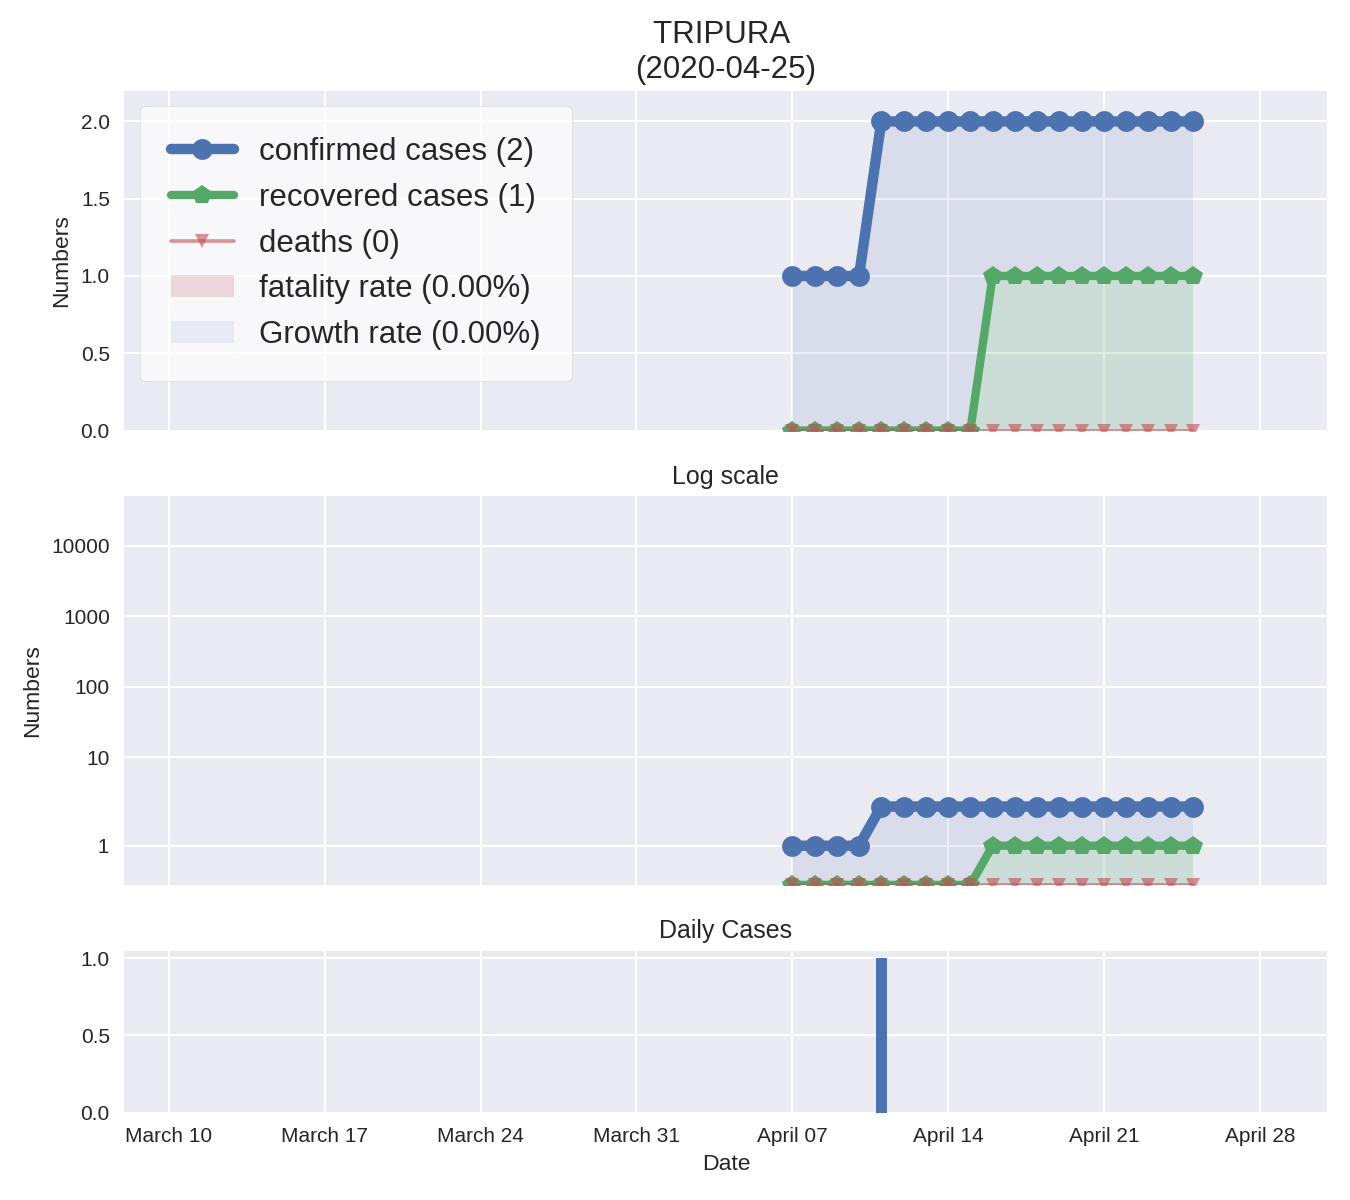 TRIPURA
(2020-04-25)
2.0
1.5
1.0
0.5
0.0
Numbers
confirmed cases (2)
recovered cases (1)
deaths (0)
fatality rate (0.00%)
Growth rate (0.00%)
Log scale
10000
1000
100
10
1
Numbers
Daily Cases
1.0
0.5
0.0
March 10
March 17
March 24
March 31
April 07
April 14
April 21
April 28
Date